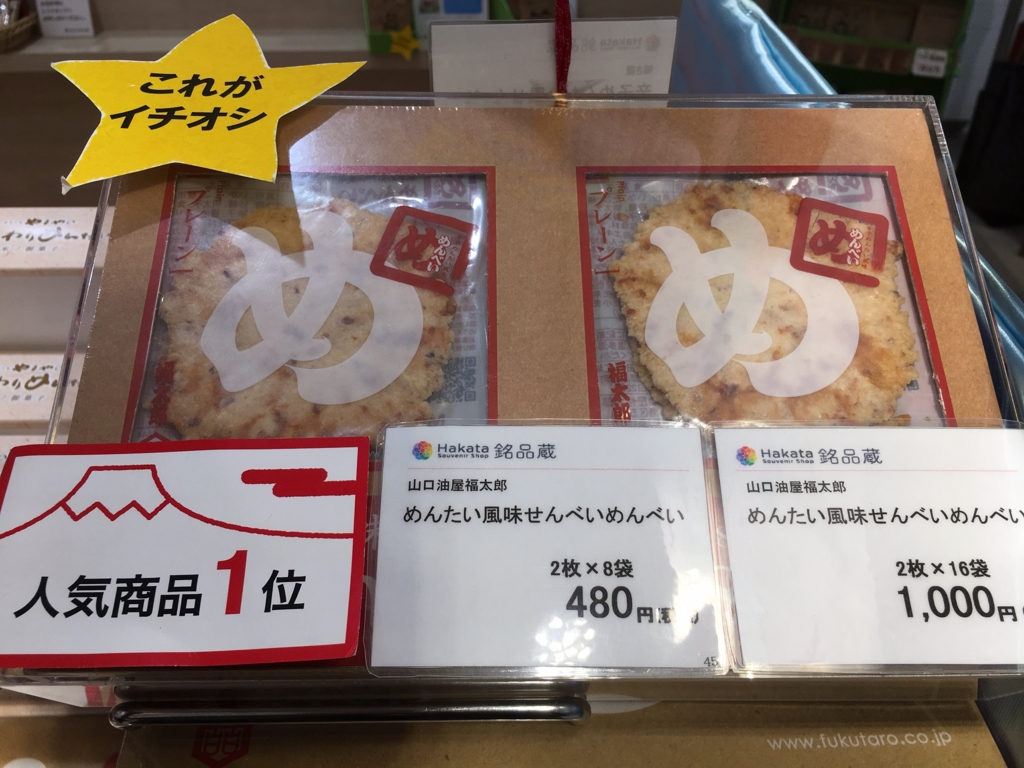 これが
イチオシ
Hakata
プレーン
め
め
めんべい
プレーン
め
め
めんべい
福太郎
人気商品1位
Hakata 銘品蔵
Souvenir Shop
山口油屋福太郎
めんたい風味せんべいめんべい
2枚×8袋
480円
45
Hakata 銘品蔵
Souvenir Shop
山口油屋福太郎
めんたい風味せんべいめんべい
2枚×16袋
1,000円
www.fukutaro.co.jp